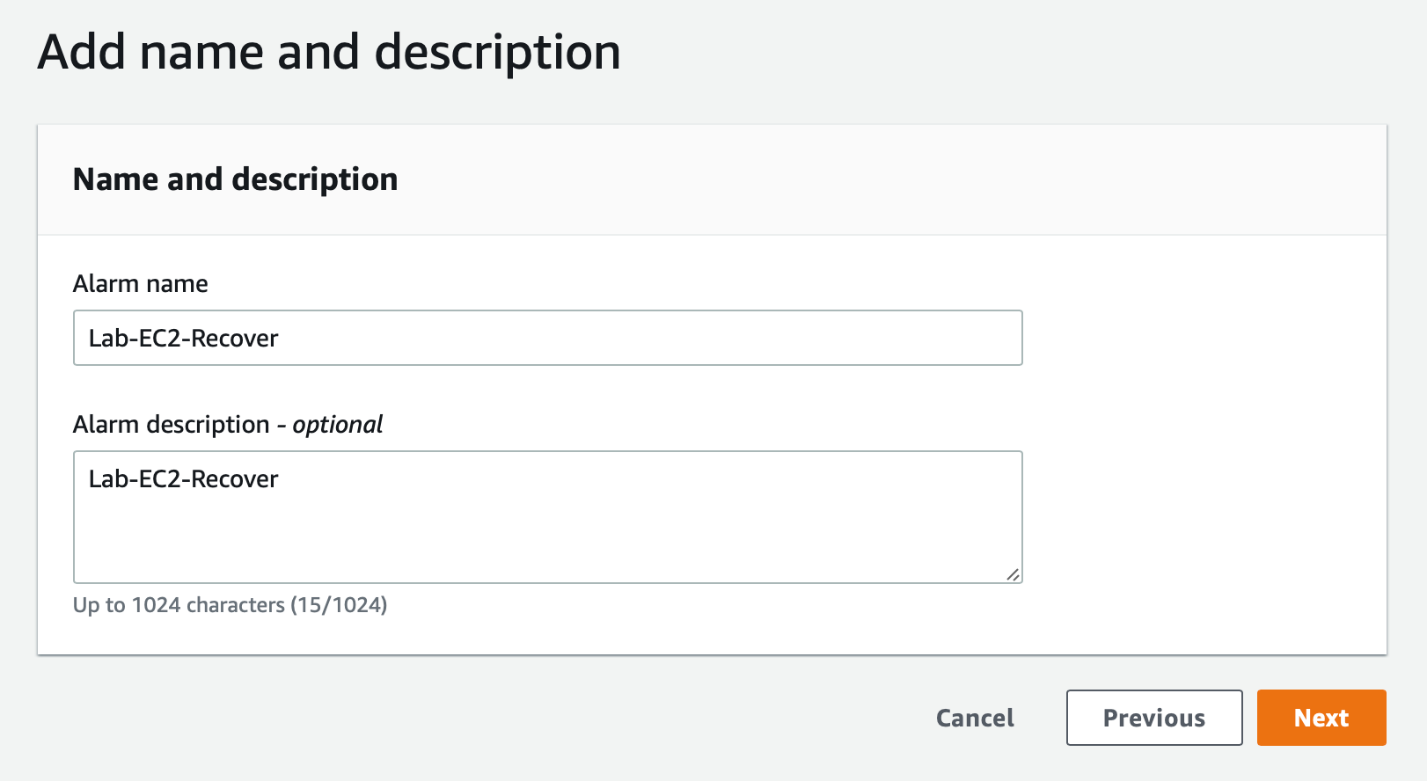 Add name and description
Name and description
Alarm name
Lab-EC2-Recover
Alarm description - optional
Lab-EC2-Recover
Up to 1024 characters (15/1024)
Cancel
Previous
Next